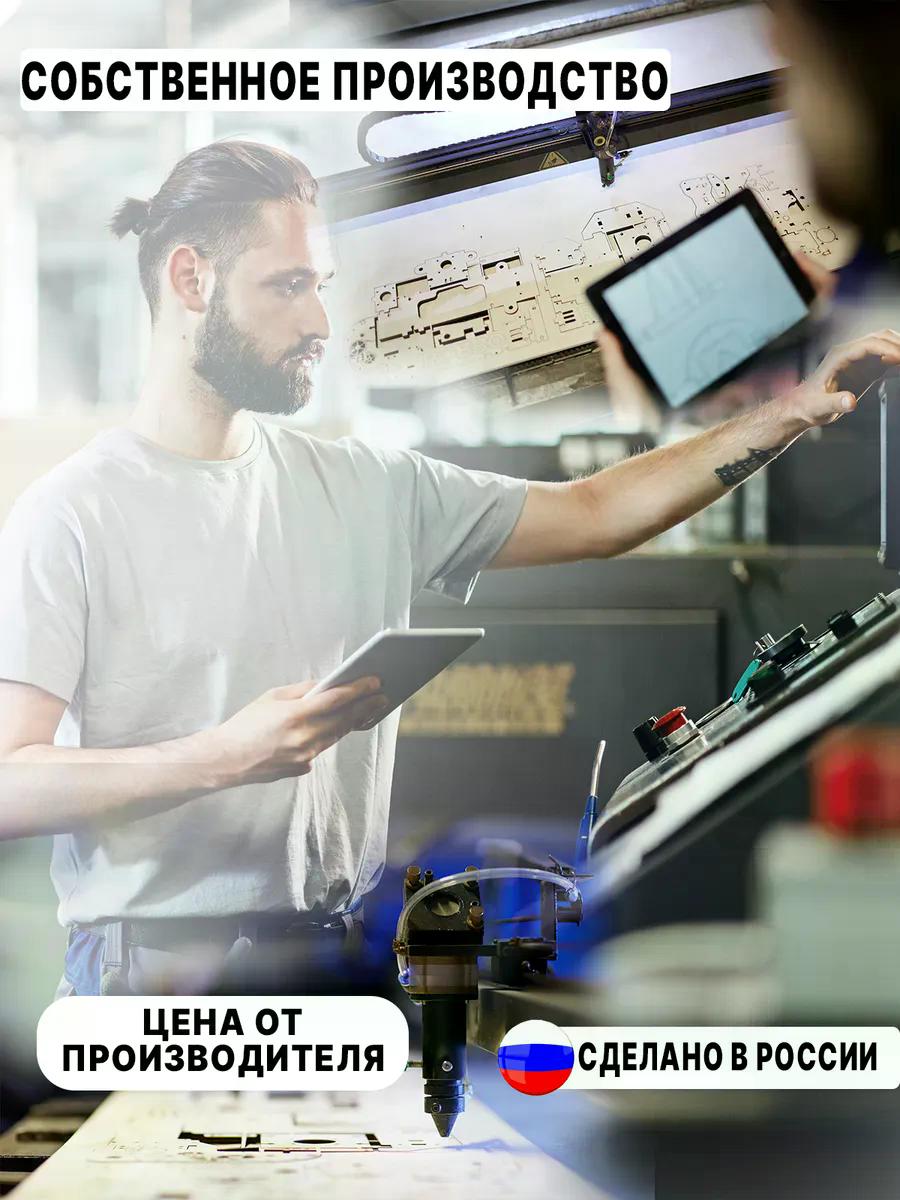 СОБСТВЕННОЕ ПРОИЗВОДСТВО
ЦЕНА ОТ
ПРОИЗВОДИТЕЛЯ
СДЕЛАНО В РОССИИ